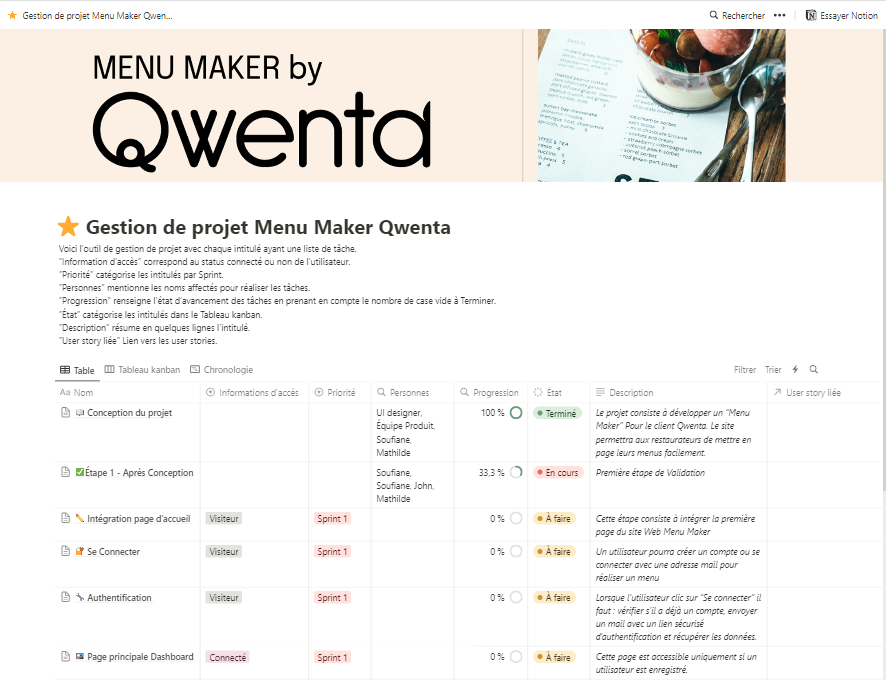 Gestion de projet Menu Maker Qwen...
Rechercher
Essayer Notion
MENU MAKER by
Qwenta
Gestion de projet Menu Maker Qwenta
Voici l'outil de gestion de projet avec chaque intitulé ayant une liste de tâche.
"Information d'accès" correspond au status connecté ou non de l'utilisateur.
"Priorité" catégorise les intitulés par Sprint.
"Personnes" mentionne les noms affectés pour réaliser les tâches.
"Progression" renseigne l'état d'avancement des tâches en prenant en compte le nombre de case vide à Terminer.
"État" catégorise les intitulés dans le Tableau kanban.
"Description" résume en quelques lignes l'intitulé.
"User story liée" Lien vers les user stories.
Table Tableau kanban Chronologie Filtrer Trier
Aa Nom Informations d'accès Priorité Personnes Progression État Description User story liée
Conception du projet
UI designer,
Équipe Produit,
Soufiane,
Mathilde
100 %
Terminé
Le projet consiste à développer un "Menu
Maker" Pour le client Qwenta. Le site
permettra aux restaurateurs de mettre en
page leurs menus facilement.
Étape 1 - Après Conception
Soufiane,
Soufiane, John,
Mathilde
33,3 %
En cours
Première étape de Validation
Intégration page d'accueil
Visiteur
Sprint 1
0 %
À faire
Cette étape consiste à intégrer la première
page du site Web Menu Maker
Se Connecter
Visiteur
Sprint 1
0 %
À faire
Un utilisateur pourra créer un compte ou se
connecter avec une adresse mail pour
réaliser un menu
Authentification
Visiteur
Sprint 1
0 %
À faire
Lorsque l'utilisateur clic sur "Se connecter" il
faut : vérifier s'il a déjà un compte, envoyer
un mail avec un lien sécurisé
d'authentification et récupérer les données.
Page principale Dashboard
Connecté
Sprint 1
0 %
À faire
Cette page est accessible uniquement si un
utilisateur est enregistré.